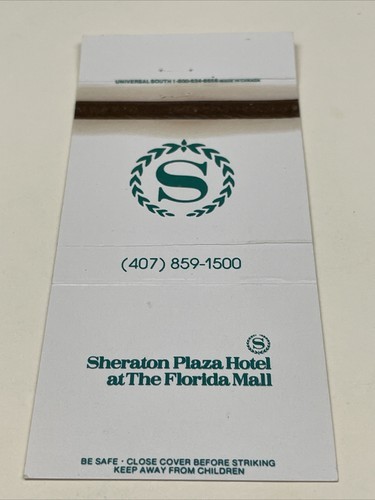 UNIVERSAL SOUTH
S
(407) 859-1500
S
Sheraton Plaza Hotel
at The Florida Mall
BE SAFE · CLOSE COVER BEFORE STRIKING
KEEP AWAY FROM CHILDREN